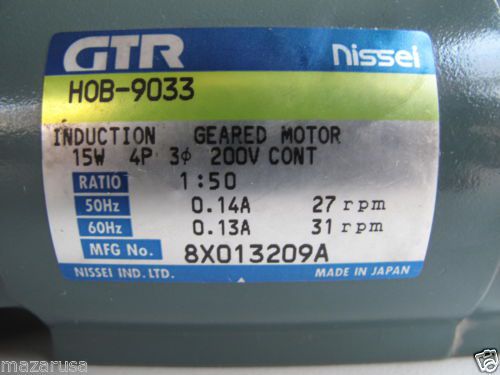 GTR nissei
HOB-9033
INDUCTION GEARED MOTOR
15W 4P 3φ 200V CONT
RATIO 1:50
50Hz 0.14A 27 rpm
60Hz 0.13A 31 rpm
MFG No. 8X013209A
NISSEI IND. LTD. MADE IN JAPAN
Photo
mazarusa